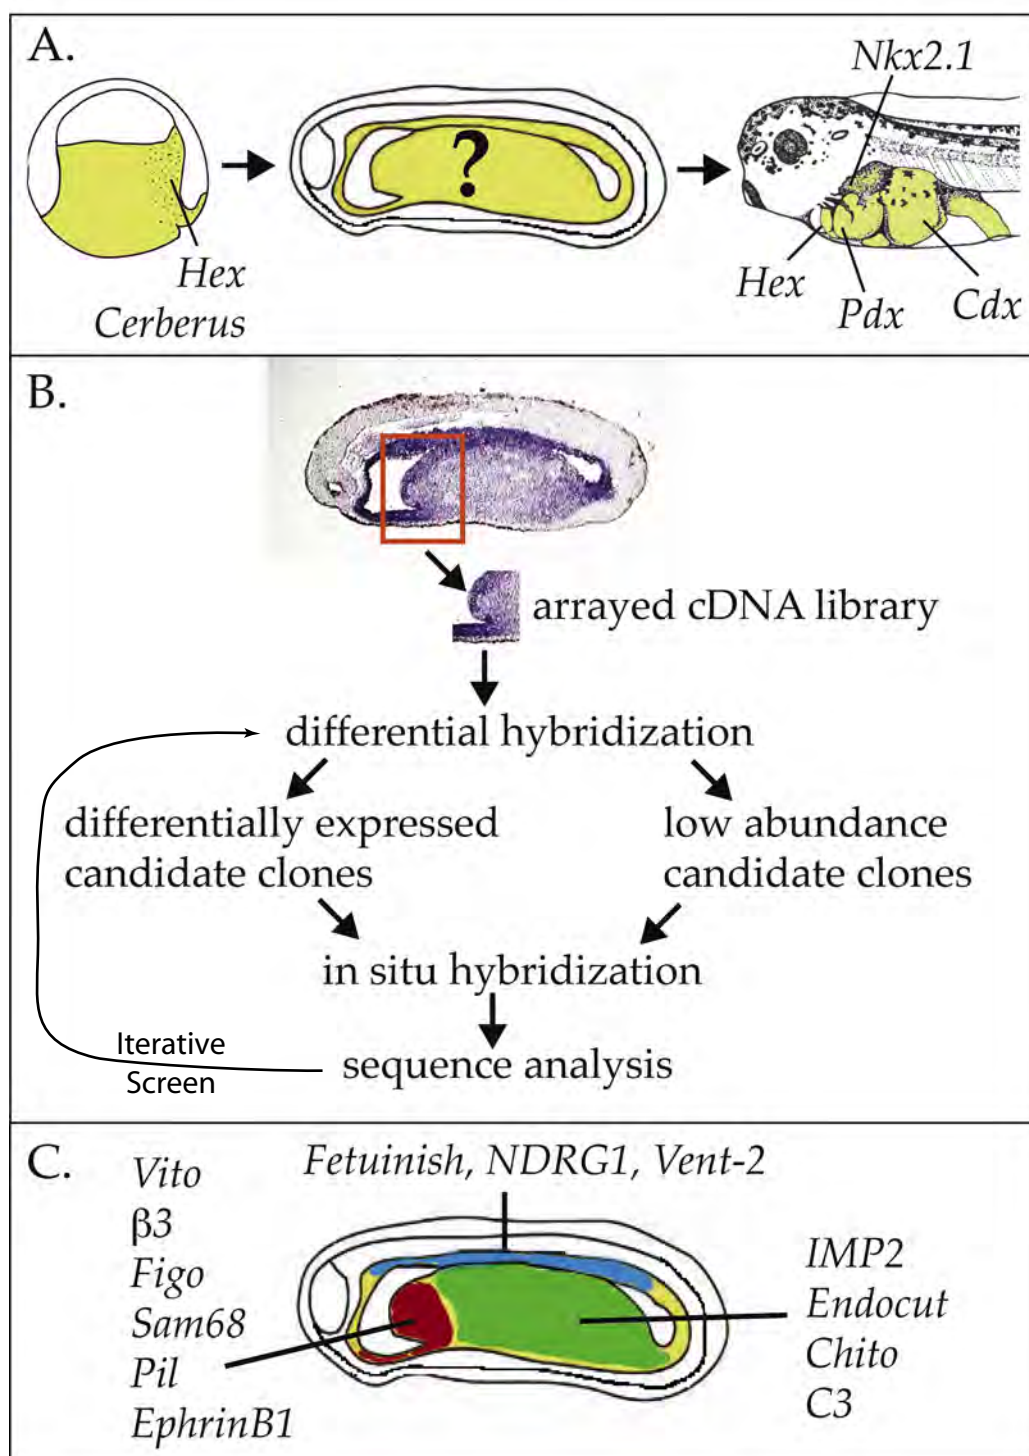 A.
Nkx2.1
?
Hex
Cerberus
Hex
Pdx
Cdx
B.
arrayed cDNA library
differential hybridization
differentially expressed
candidate clones
low abundance
candidate clones
in situ hybridization
Iterative
Screen
sequence analysis
C.
Vito
β3
Figo
Sam68
Pil
EphrinB1
Fetuinish, NDRG1, Vent-2
IMP2
Endocut
Chito
C3